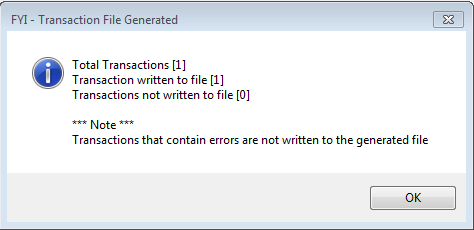 FYI - Transaction File Generated
Total Transactions [1]
Transaction written to file [1]
Transactions not written to file [0]
*** Note ***
Transactions that contain errors are not written to the generated file
OK